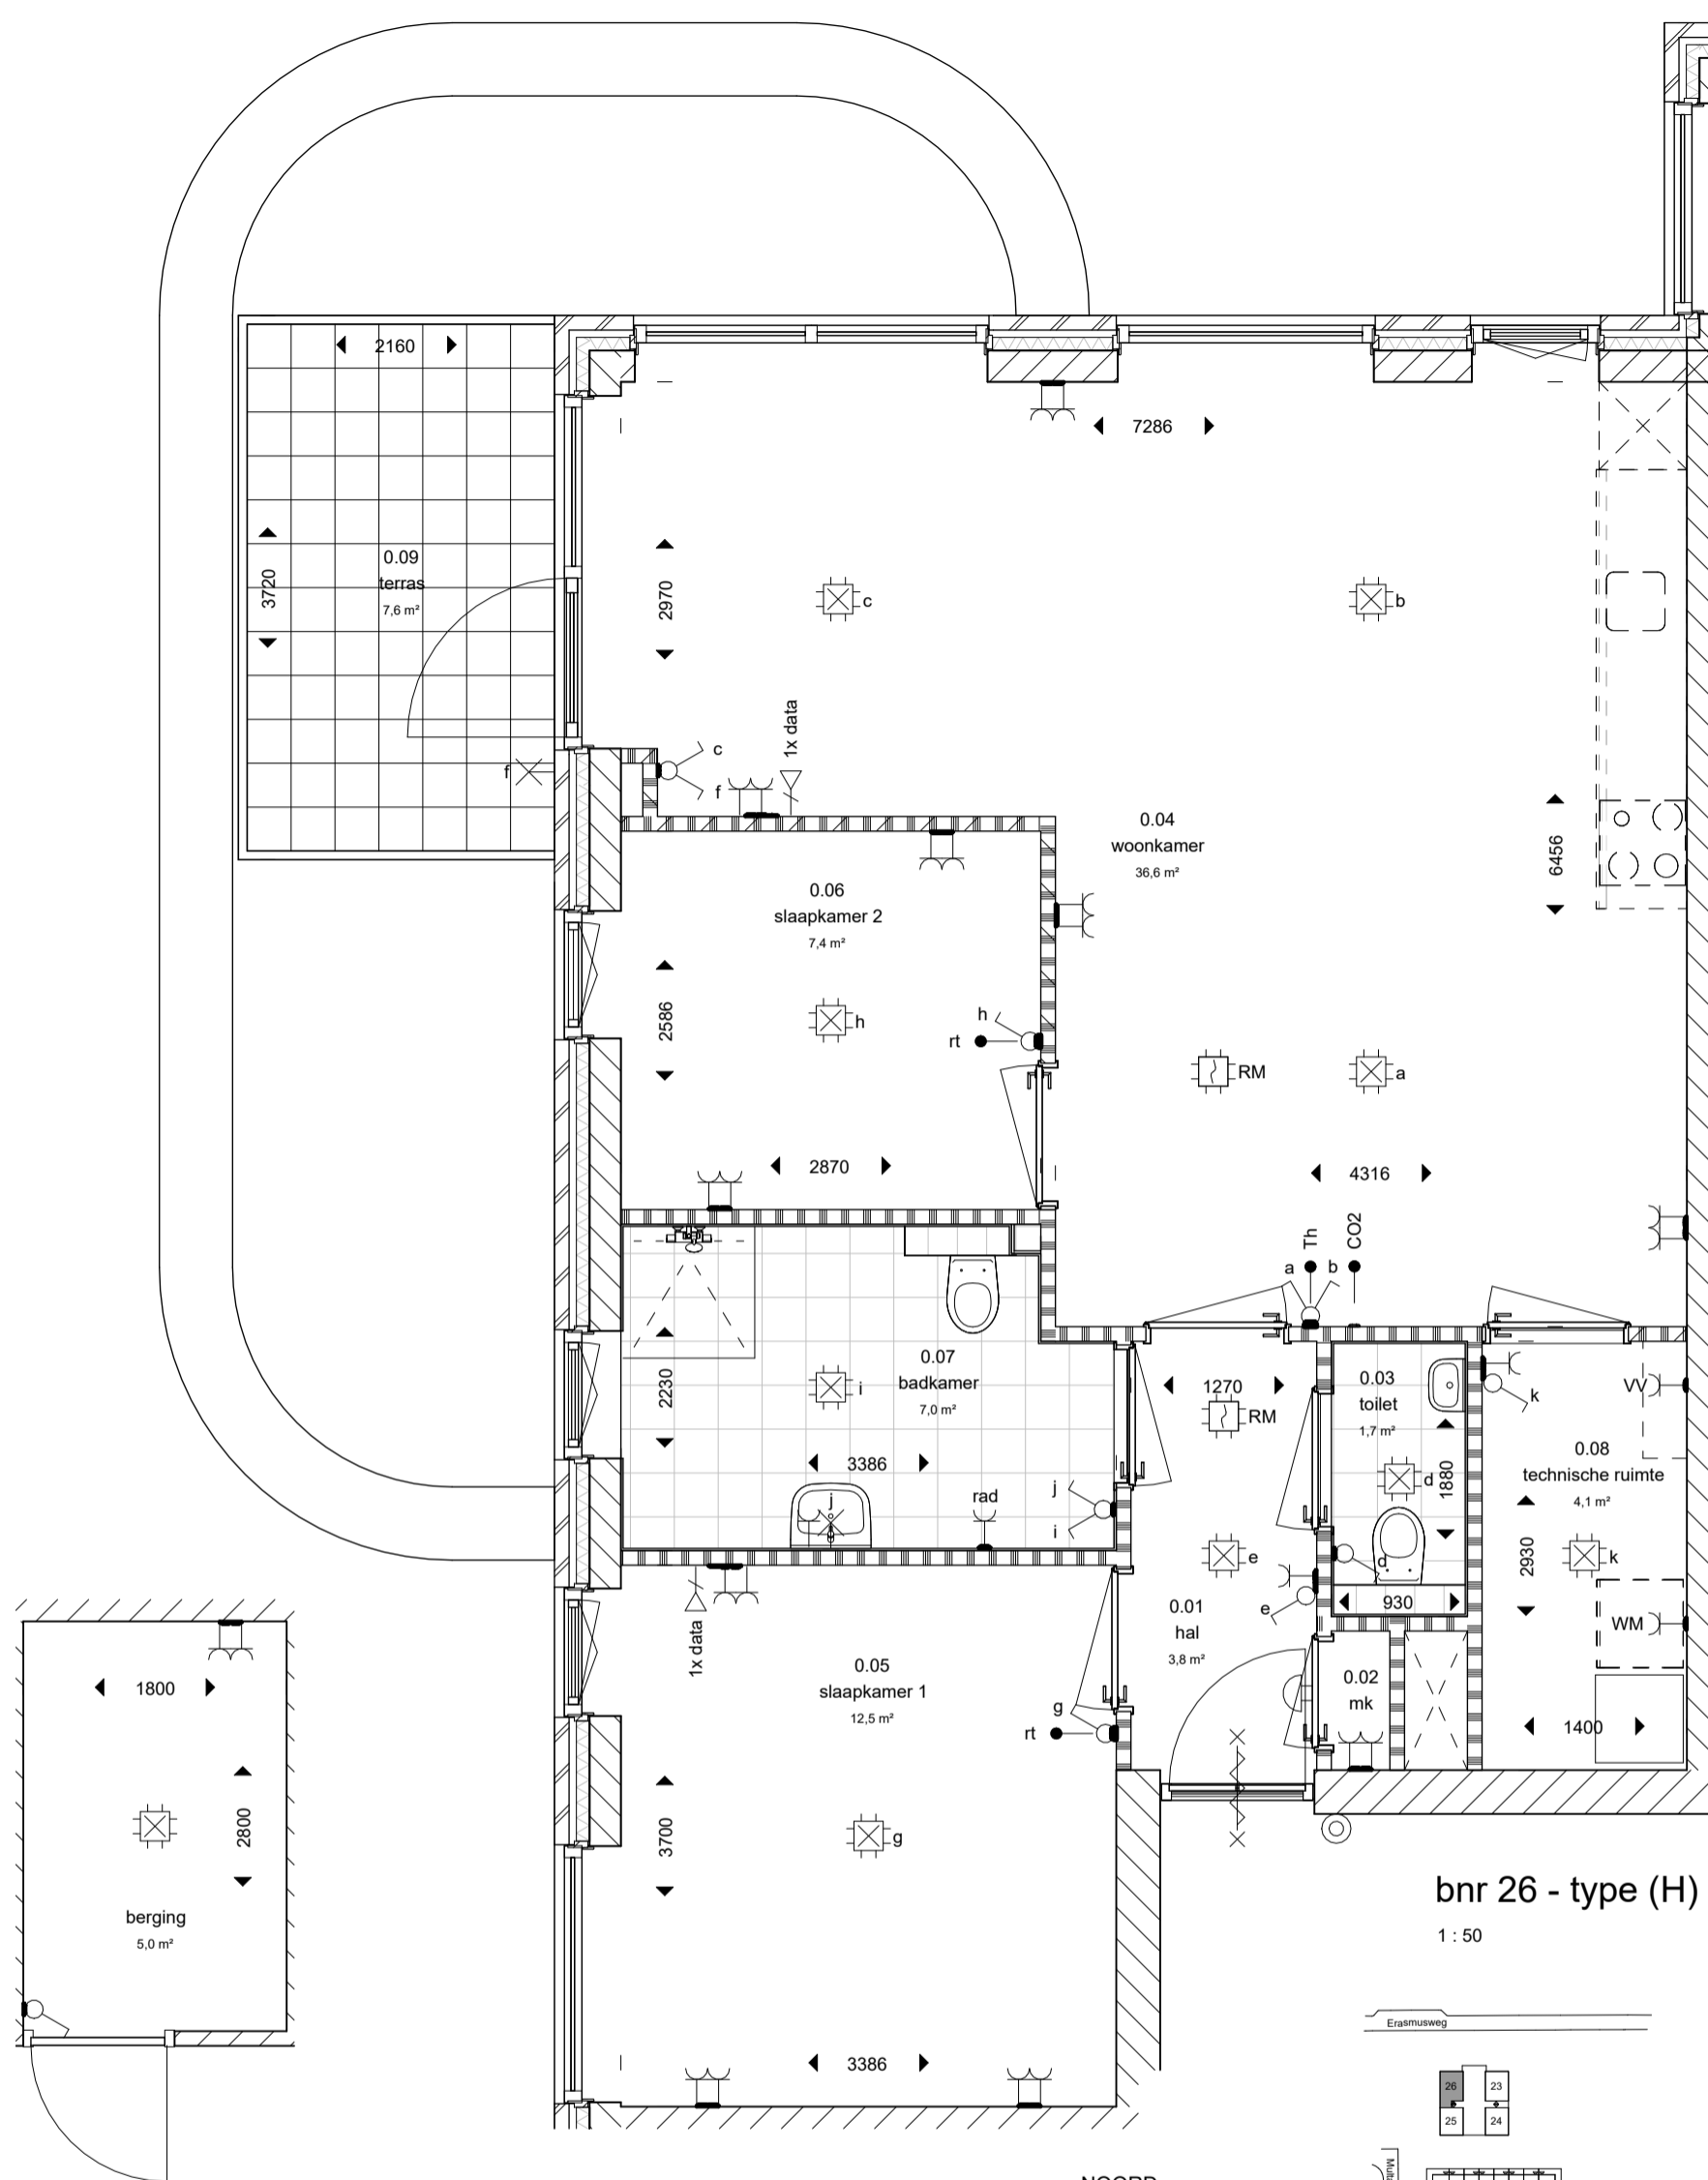 2160
7286
3720
0.09
terras
7,6 m²
2970
c
b
1x data
c
f
f
0.04
woonkamer
36,6 m²
6456
0.06
slaapkamer 2
7,4 m²
2586
h
h
rt
RM
a
2870
4316
Th
CO2
a
b
2230
0.07
badkamer
7,0 m²
i
3386
j
rad
j
i
1270
RM
0.03
toilet
1,7 m²
d
1880
d
930
k
VV
0.08
technische ruimte
4,1 m²
2930
k
WM
1400
e
e
0.01
hal
3,8 m²
0.02
mk
1x data
0.05
slaapkamer 1
12,5 m²
g
rt
3700
g
3386
1800
2800
berging
5,0 m²
bnr 26 - type (H)
1 : 50
Erasmusweg
26
23
25
24